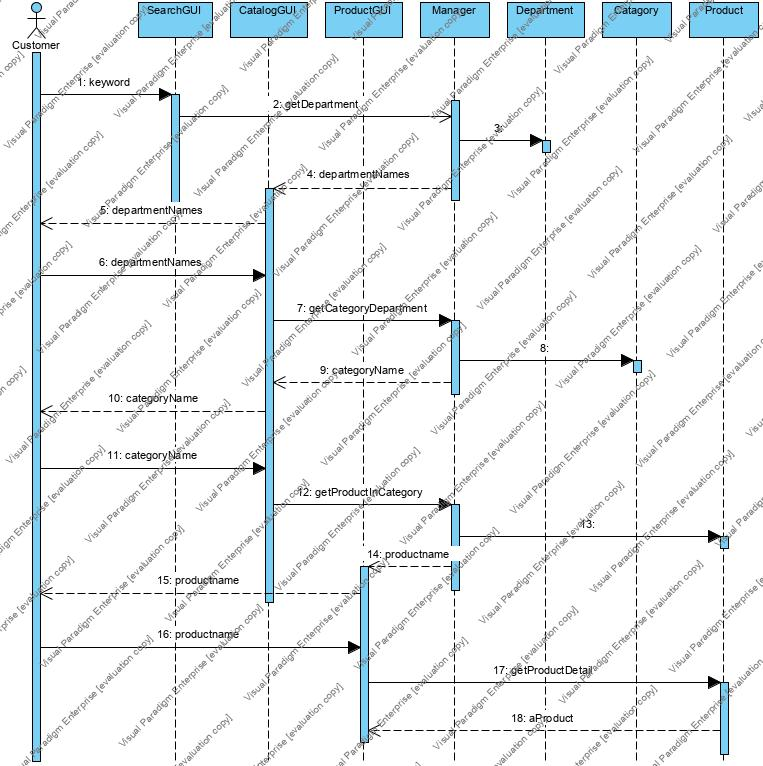 SearchGUI CatalogGUI ProductGUI Manager Department Catagory Product
Customer
1: keyword
2: getDepartment
3:
4: departmentNames
5: departmentNames
6: departmentNames
7: getCategoryDepartment
8:
9: categoryName
10: categoryName
11: categoryName
12: getProductInCategory
13:
14: productname
15: productname
16: productname
17: getProductDetail
18: aProduct
Visual Paradigm Enterprise [evaluation copy]